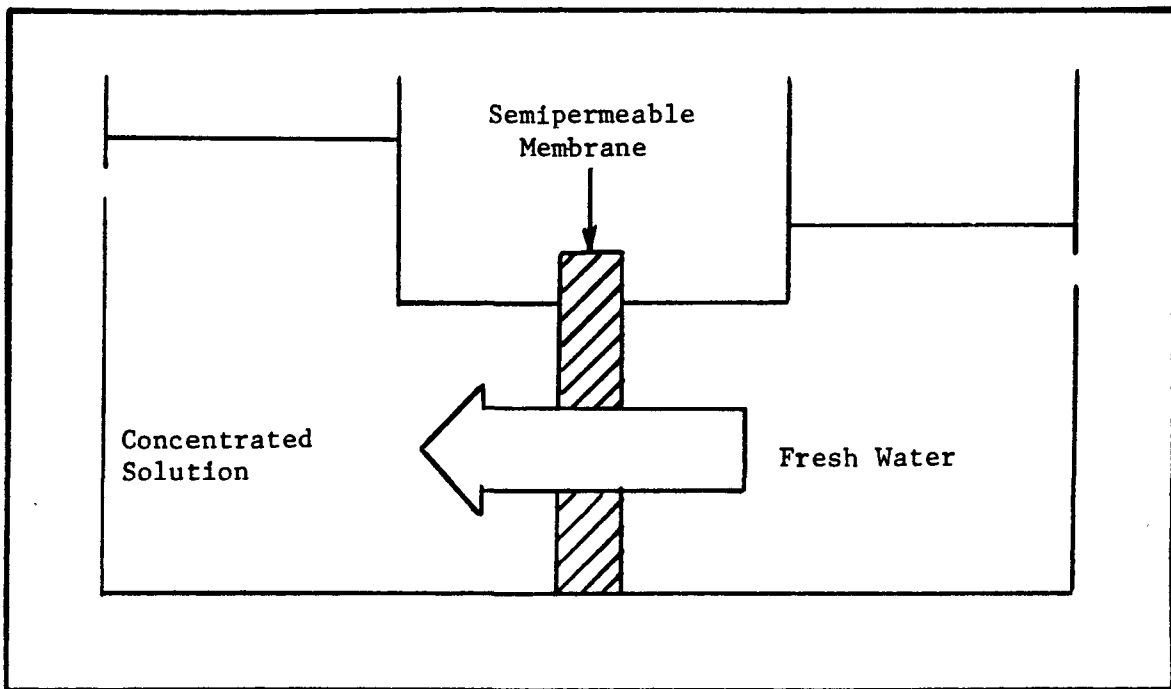 Semipermeable
Membrane
Concentrated
Solution
Fresh Water